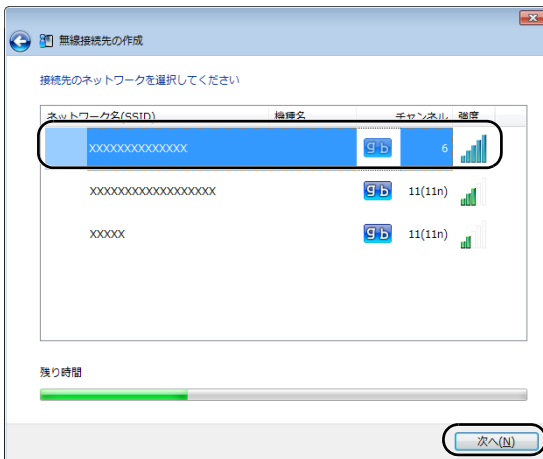 無線接続先の作成
接続先のネットワークを選択してください
ネットワーク名(SSID) 機種名 チャンネル 強度
XXXXXXXXXXXXXX g b 6
XXXXXXXXXXXXXXXXXX g b 11(11n)
XXXXX g b 11(11n)
残り時間
次へ(N)